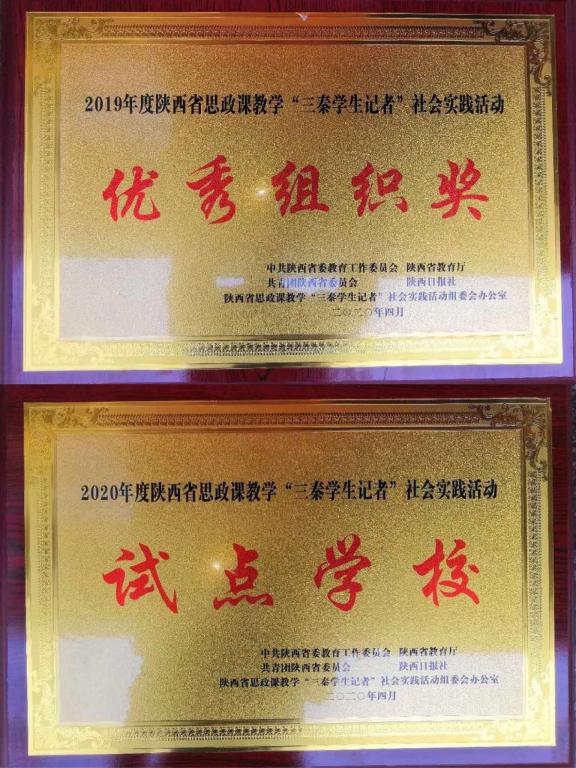 2019年度陕西省思政课教学“三秦学生记者”社会实践活动
优秀组织奖
中共陕西省委教育工作委员会 陕西省教育厅
共青团陕西省委员会 陕西日报社
陕西省思政课教学“三秦学生记者”社会实践活动组委会办公室
二〇二〇年四月
2020年度陕西省思政课教学“三秦学生记者”社会实践活动
试点学校
中共陕西省委教育工作委员会 陕西省教育厅
共青团陕西省委员会 陕西日报社
陕西省思政课教学“三秦学生记者”社会实践活动组委会办公室
二〇二〇年四月